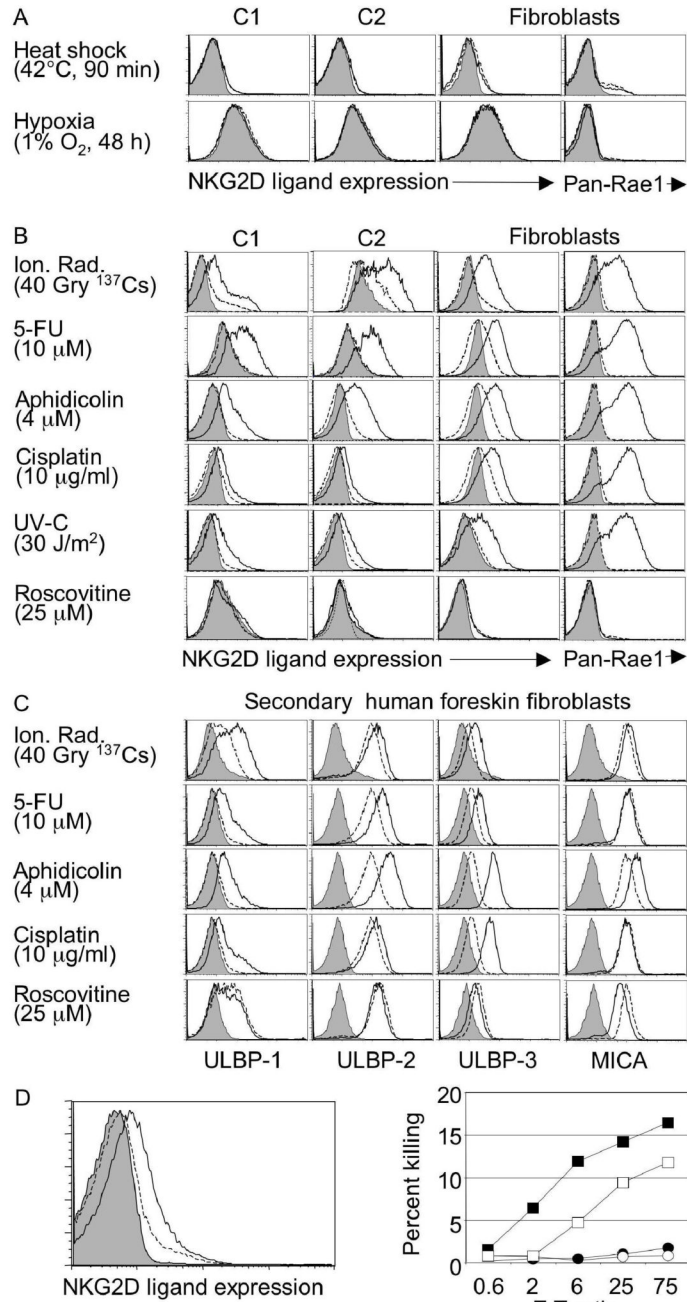 A
C1 C2 Fibroblasts
Heat shock
(42°C, 90 min)
Hypoxia
(1% O2, 48 h)
NKG2D ligand expression Pan-Rae1
B
C1 C2 Fibroblasts
Ion. Rad.
(40 Gry 137Cs)
5-FU
(10 μM)
Aphidicolin
(4 μM)
Cisplatin
(10 μg/ml)
UV-C
(30 J/m2)
Roscovitine
(25 μM)
NKG2D ligand expression Pan-Rae1
C
Secondary human foreskin fibroblasts
Ion. Rad.
(40 Gry 137Cs)
5-FU
(10 μM)
Aphidicolin
(4 μM)
Cisplatin
(10 μg/ml)
Roscovitine
(25 μM)
ULBP-1 ULBP-2 ULBP-3 MICA
D
NKG2D ligand expression
Percent killing
20
15
10
5
0
0.6 2 6 25 75